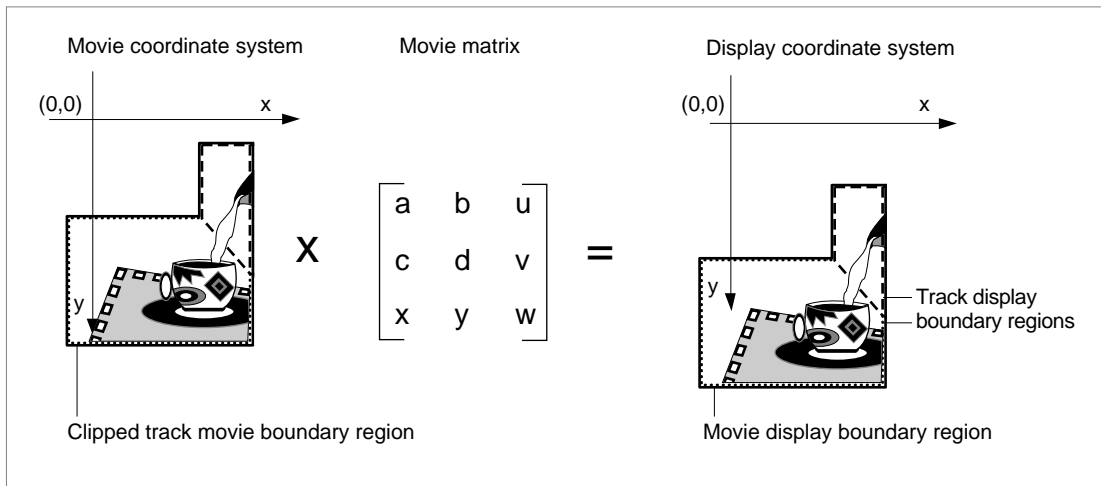 Movie coordinate system
Movie matrix
Display coordinate system
(0,0)
x
(0,0)
x
y
X
a b u
c d v
x y w
=
y
Track display
boundary regions
Clipped track movie boundary region
Movie display boundary region